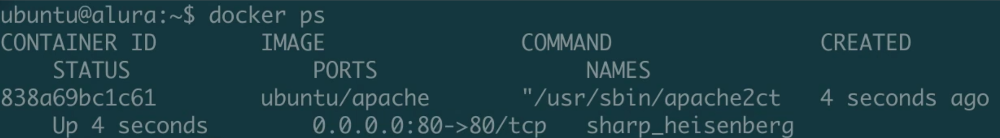 ubuntu@alura:~$ docker ps
CONTAINER ID IMAGE COMMAND CREATED
STATUS PORTS NAMES
838a69bc1c61 ubuntu/apache "/usr/sbin/apache2ct 4 seconds ago
Up 4 seconds 0.0.0.0:80->80/tcp sharp_heisenberg